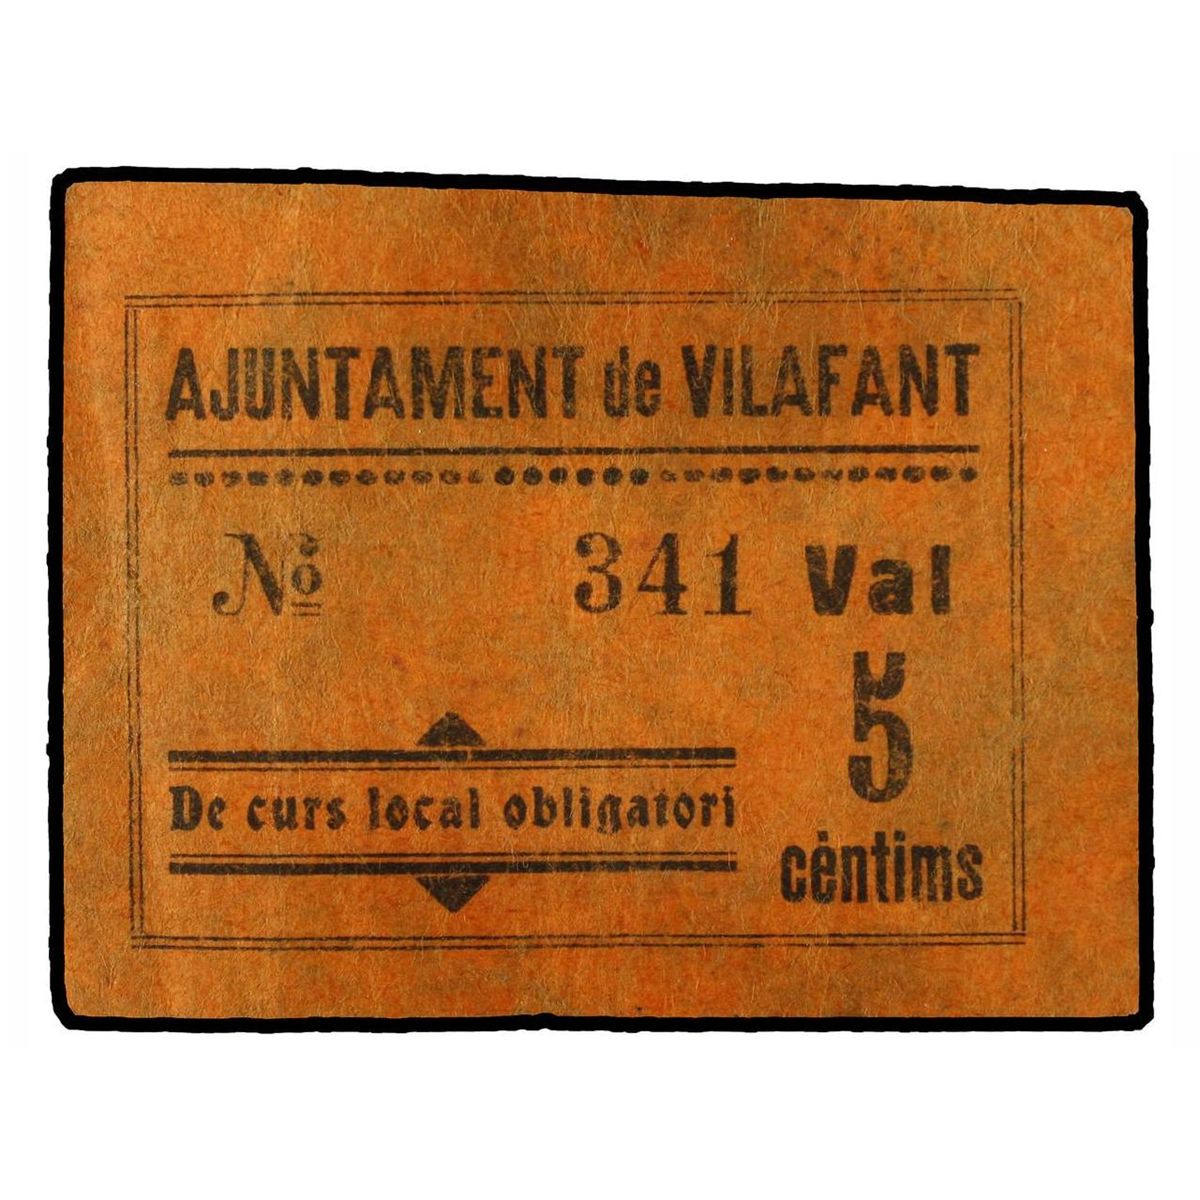 AJUNTAMENT de VILAFANT
Nº 341 Val
5
cèntims
De curs local obligatori